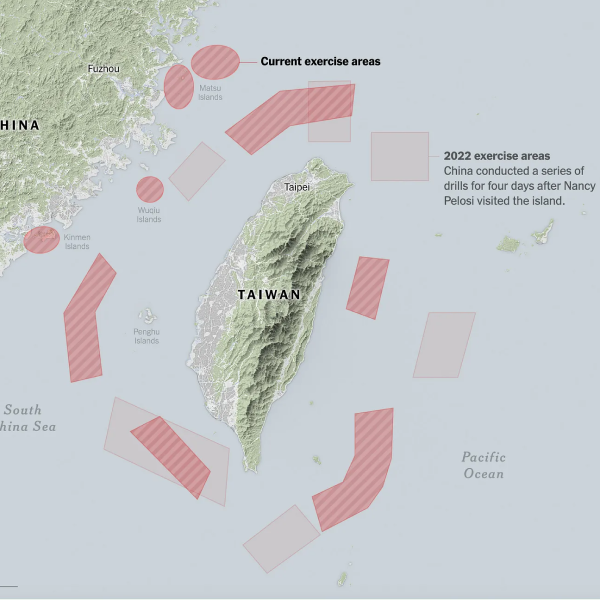 Current exercise areas
Fuzhou
Matsu
Islands
HINA
2022 exercise areas
China conducted a series of
drills for four days after Nancy
Pelosi visited the island.
Taipei
Wuqiu
Islands
Kinmen
Islands
TAIWAN
Penghu
Islands
South
hina Sea
Pacific
Ocean